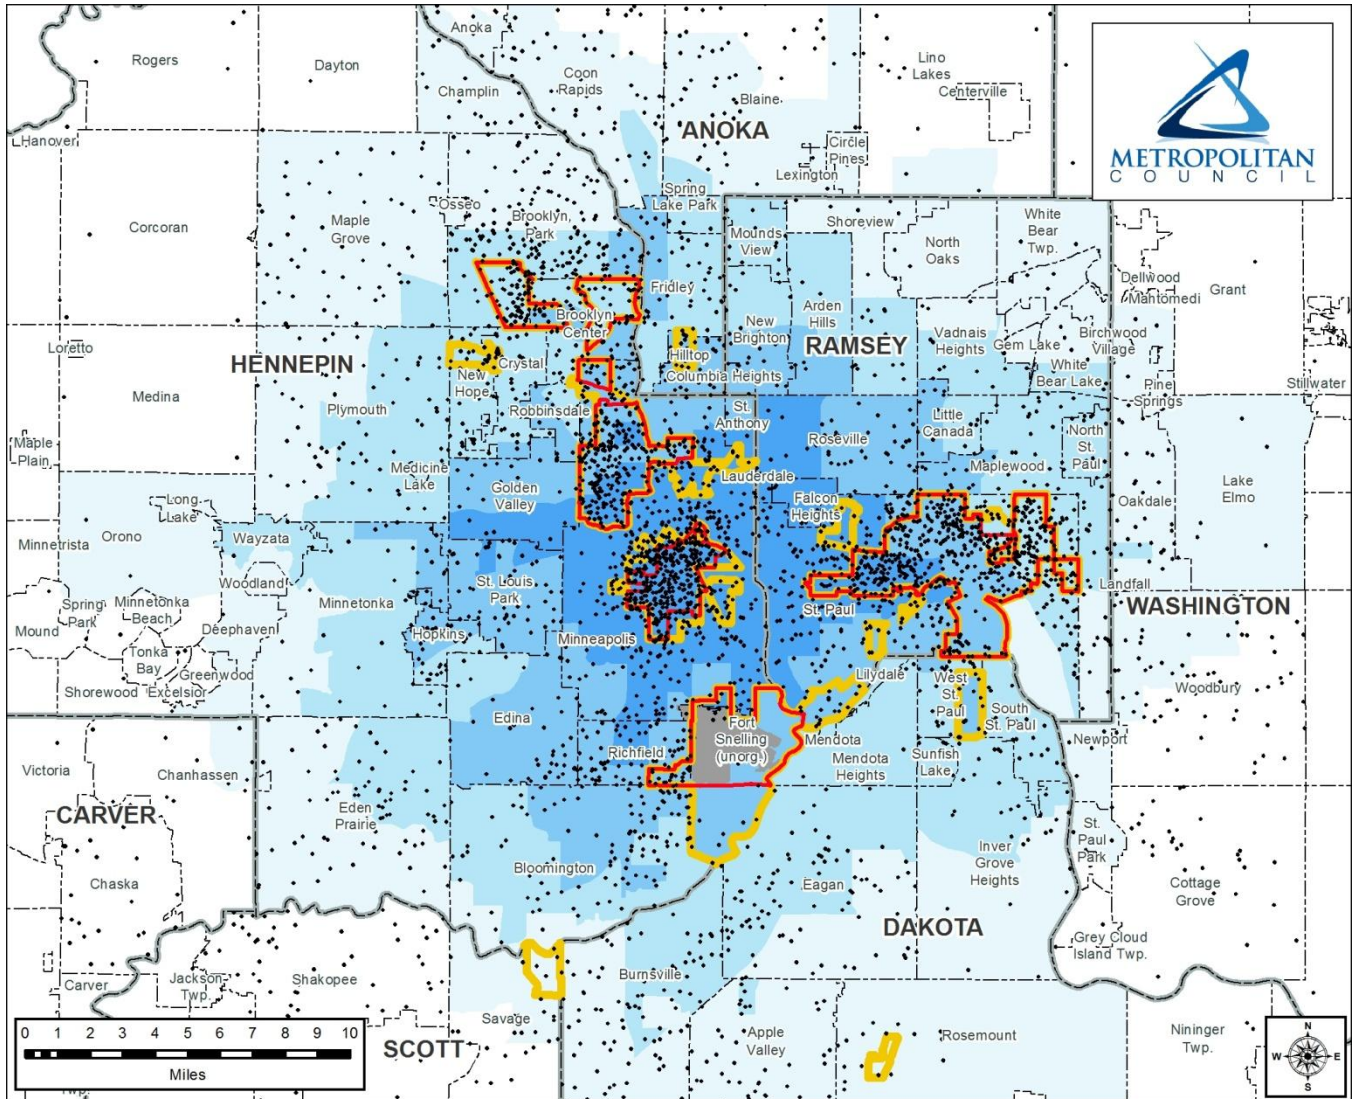 Anoka
Rogers
Dayton
Champlin
Coon
Rapids
Blaine
Lino
Lakes
Centerville
METROPOLITAN
COUNCIL
Hanover
ANOKA
Circle
Pines
Lexington
Corcoran
Maple
Grove
Osseo
Brooklyn
Park
Spring
Lake Park
Mounds
View
Shoreview
North
Oaks
White
Bear
Twp.
Dellwood
Mahtomedi
Grant
Fridley
Brooklyn
Center
New
Brighton
Arden
Hills
RAMSEY
Vadnais
Heights
Gem Lake
Birchwood
Village
White
Bear Lake
Pine
Springs
Stillwater
Loretto
HENNEPIN
Medina
Plymouth
New
Hope
Crystal
Robbinsdale
Hilltop
Columbia Heights
St.
Anthony
Roseville
Little
Canada
North
St.
Paul
Maplewood
Maple
Plain
Medicine
Lake
Golden
Valley
Lauderdale
Falcon
Heights
Oakdale
Lake
Elmo
Long
Lake
Orono
Minnetrista
Wayzata
Woodland
St. Louis
Park
Minnetonka
Spring
Park
Minnetonka
Beach
Mound
Deephaven
Tonka
Bay
Greenwood
Shorewood
Excelsior
Hopkins
Minneapolis
St. Paul
Landfall
WASHINGTON
Lilydale
West
St.
Paul
South
St. Paul
Woodbury
Newport
Edina
Richfield
Fort
Snelling
(unorg.)
Mendota
Mendota
Heights
Sunfish
Lake
Victoria
Chanhassen
CARVER
Eden
Prairie
Bloomington
Chaska
Eagan
Inver
Grove
Heights
St.
Paul
Park
Cottage
Grove
DAKOTA
Grey Cloud
Island Twp.
Carver
Jackson
Twp.
Shakopee
Savage
SCOTT
Burnsville
Apple
Valley
Rosemount
Nininger
Twp.
0 1 2 3 4 5 6 7 8 9 10
Miles
Twp.
N
W E
S